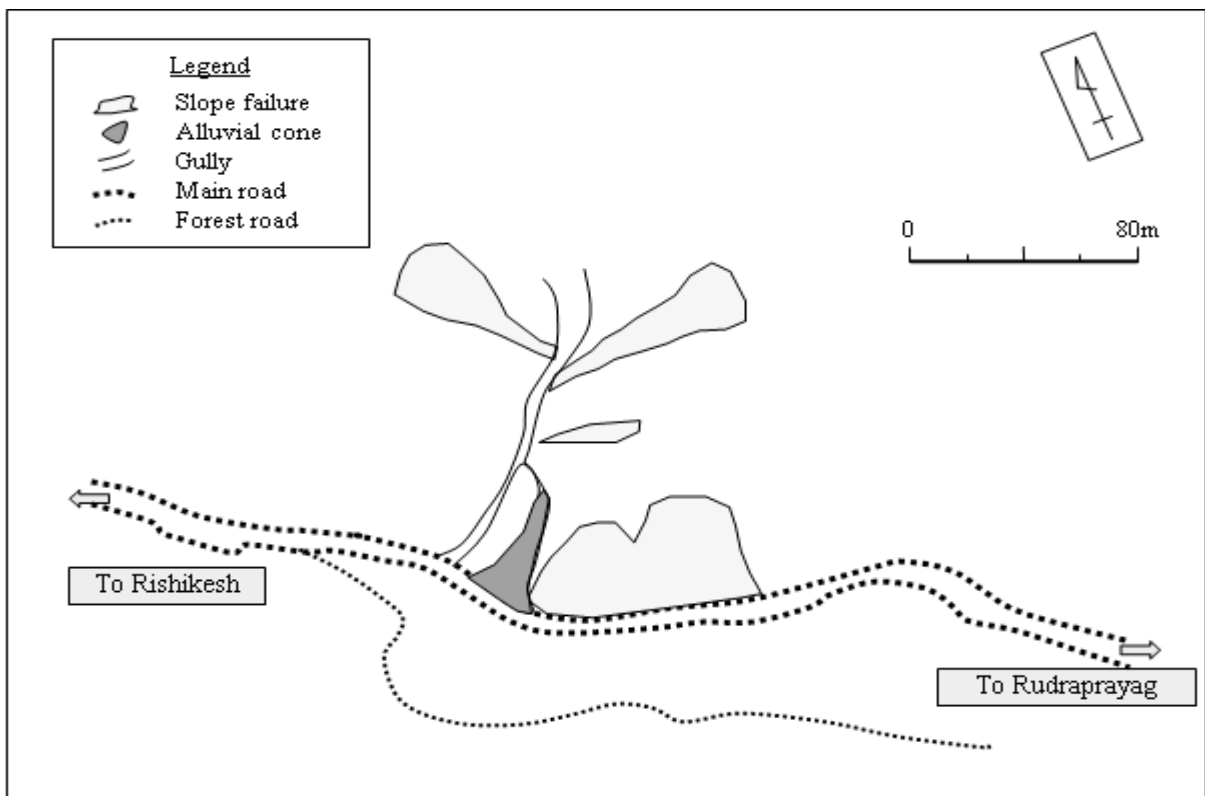 Legend
Slope failure
Alluvial cone
Gully
Main road
Forest road
0 80m
To Rishikesh
To Rudraprayag